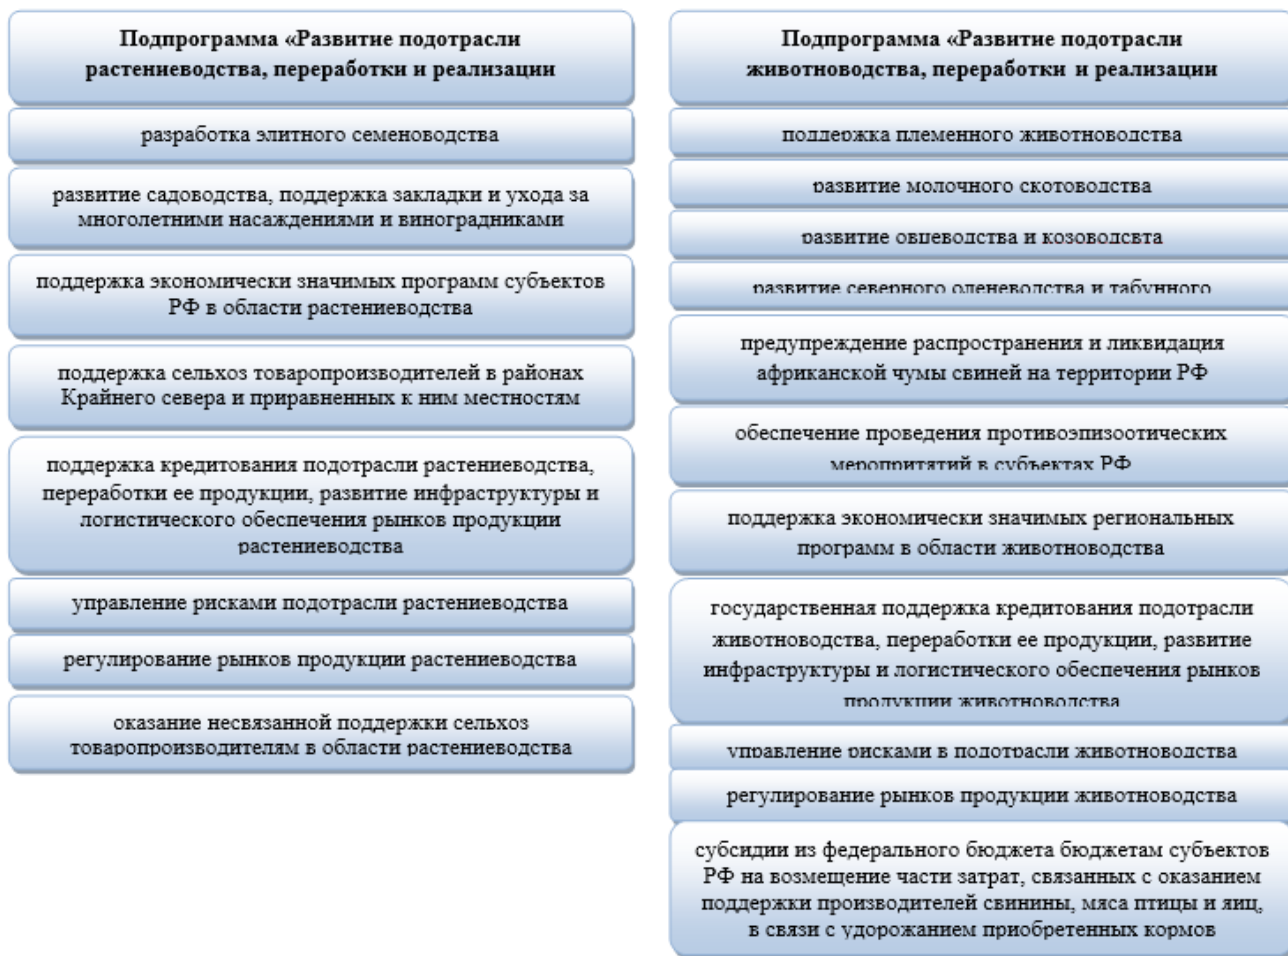 Подпрограмма «Развитие подотрасли
растениеводства, переработки и реализации
разработка элитного семеноводства
развитие садоводства, поддержка закладки и ухода за
многолетними насаждениями и виноградниками
поддержка экономически значимых программ субъектов
РФ в области растениеводства
поддержка сельхоз товаропроизводителей в районах
Крайнего севера и приравненных к ним местностям
поддержка кредитования подотрасли растениеводства,
переработки ее продукции, развитие инфраструктуры и
логистического обеспечения рынков продукции
растениеводства
управление рисками подотрасли растениеводства
регулирование рынков продукции растениеводства
оказание несвязанной поддержки сельхоз
товаропроизводителям в области растениеводства
Подпрограмма «Развитие подотрасли
животноводства, переработки и реализации
поддержка племенного животноводства
развитие молочного скотоводства
развитие овцеводства и козоводсвта
развитие северного оленеводства и табунного
предупреждение распространения и ликвидация
африканской чумы свиней на территории РФ
обеспечение проведения противоэпизоотических
меропритятий в субъектах РФ
поддержка экономически значимых региональных
программ в области животноводства
государственная поддержка кредитования подотрасли
животноводства, переработки ее продукции, развитие
инфраструктуры и логистического обеспечения рынков
продукции животноводства
управление рисками в подотрасли животноводства
регулирование рынков продукции животноводства
субсидии из федерального бюджета бюджетам субъектов
РФ на возмещение части затрат, связанных с оказанием
поддержки производителей свинины, мяса птицы и яиц,
в связи с удорожанием приобретенных кормов